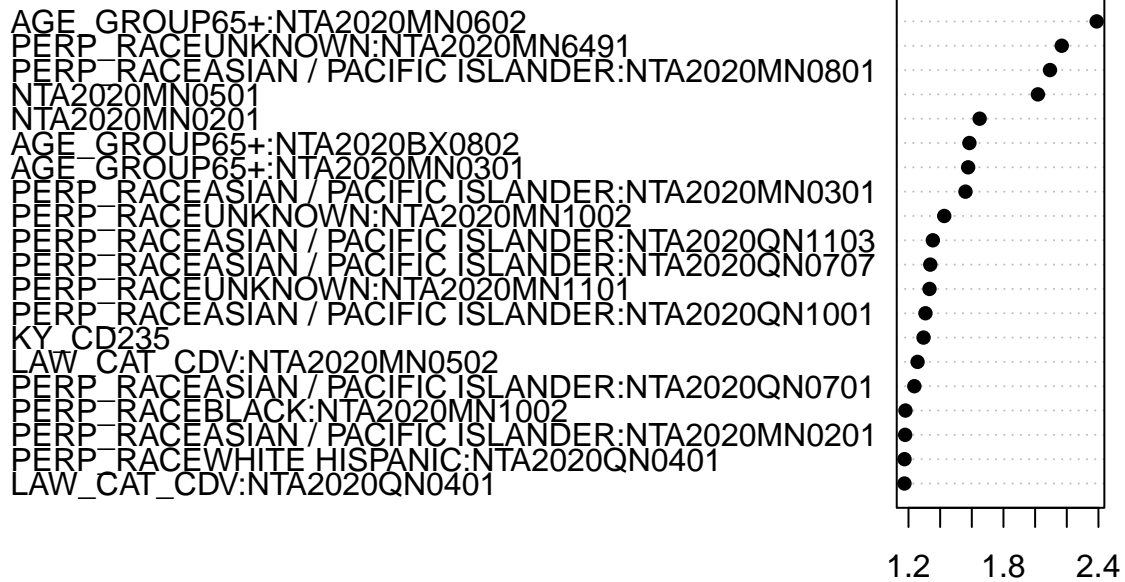 AGE_GROUP65+:NTA2020MN0602
PERP_RACEUNKNOWN:NTA2020MN6491
PERP_RACEASIAN / PACIFIC ISLANDER:NTA2020MN0801
NTA2020MN0501
NTA2020MN0201
AGE_GROUP65+:NTA2020BX0802
AGE_GROUP65+:NTA2020MN0301
PERP_RACEASIAN / PACIFIC ISLANDER:NTA2020MN0301
PERP_RACEUNKNOWN:NTA2020MN1002
PERP_RACEASIAN / PACIFIC ISLANDER:NTA2020QN1103
PERP_RACEASIAN / PACIFIC ISLANDER:NTA2020QN0707
PERP_RACEUNKNOWN:NTA2020MN1101
PERP_RACEASIAN / PACIFIC ISLANDER:NTA2020QN1001
KY_CD235
LAW_CAT_CDV:NTA2020MN0502
PERP_RACEASIAN / PACIFIC ISLANDER:NTA2020QN0701
PERP_RACEBLACK:NTA2020MN1002
PERP_RACEASIAN / PACIFIC ISLANDER:NTA2020MN0201
PERP_RACEWHITE HISPANIC:NTA2020QN0401
LAW_CAT_CDV:NTA2020QN0401
1.2 1.8 2.4